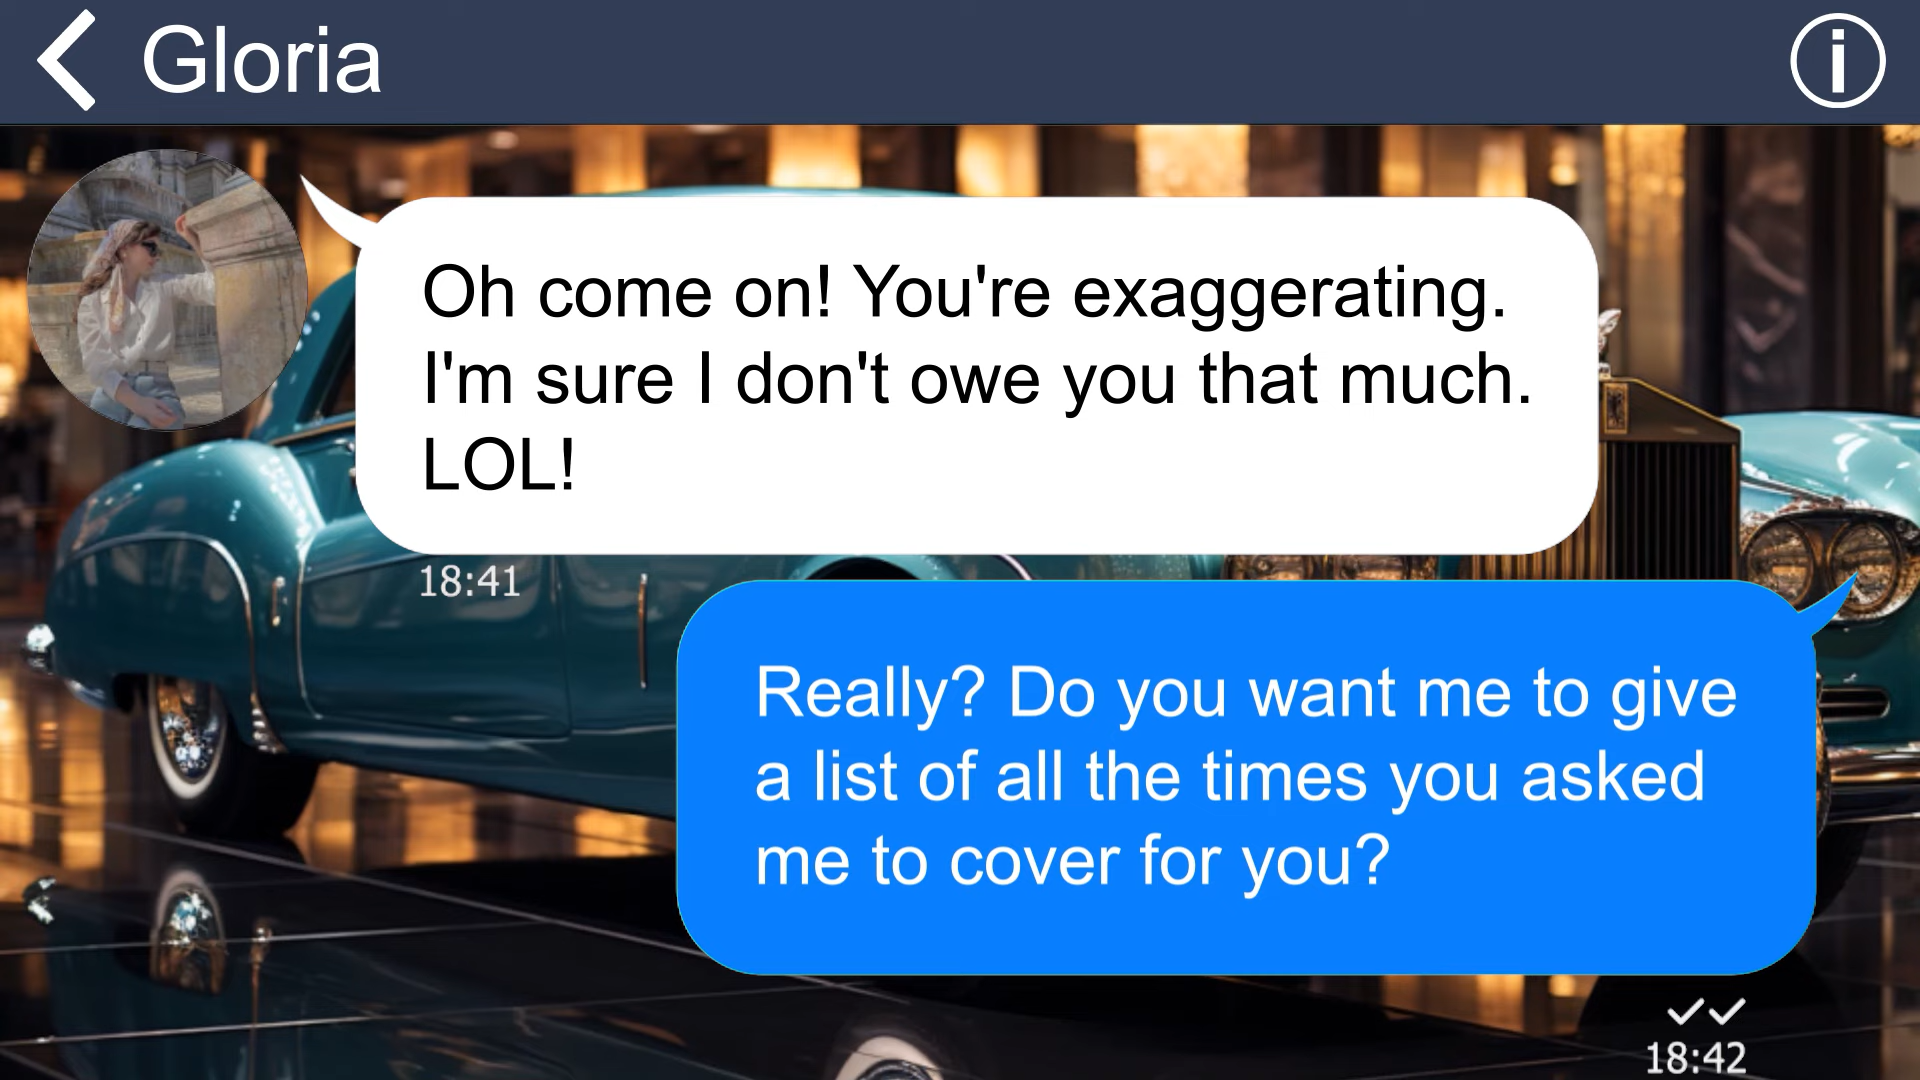 Gloria
Oh come on! You're exaggerating.
I'm sure I don't owe you that much.
LOL!
18:41
Really? Do you want me to give
a list of all the times you asked
me to cover for you?
18:42